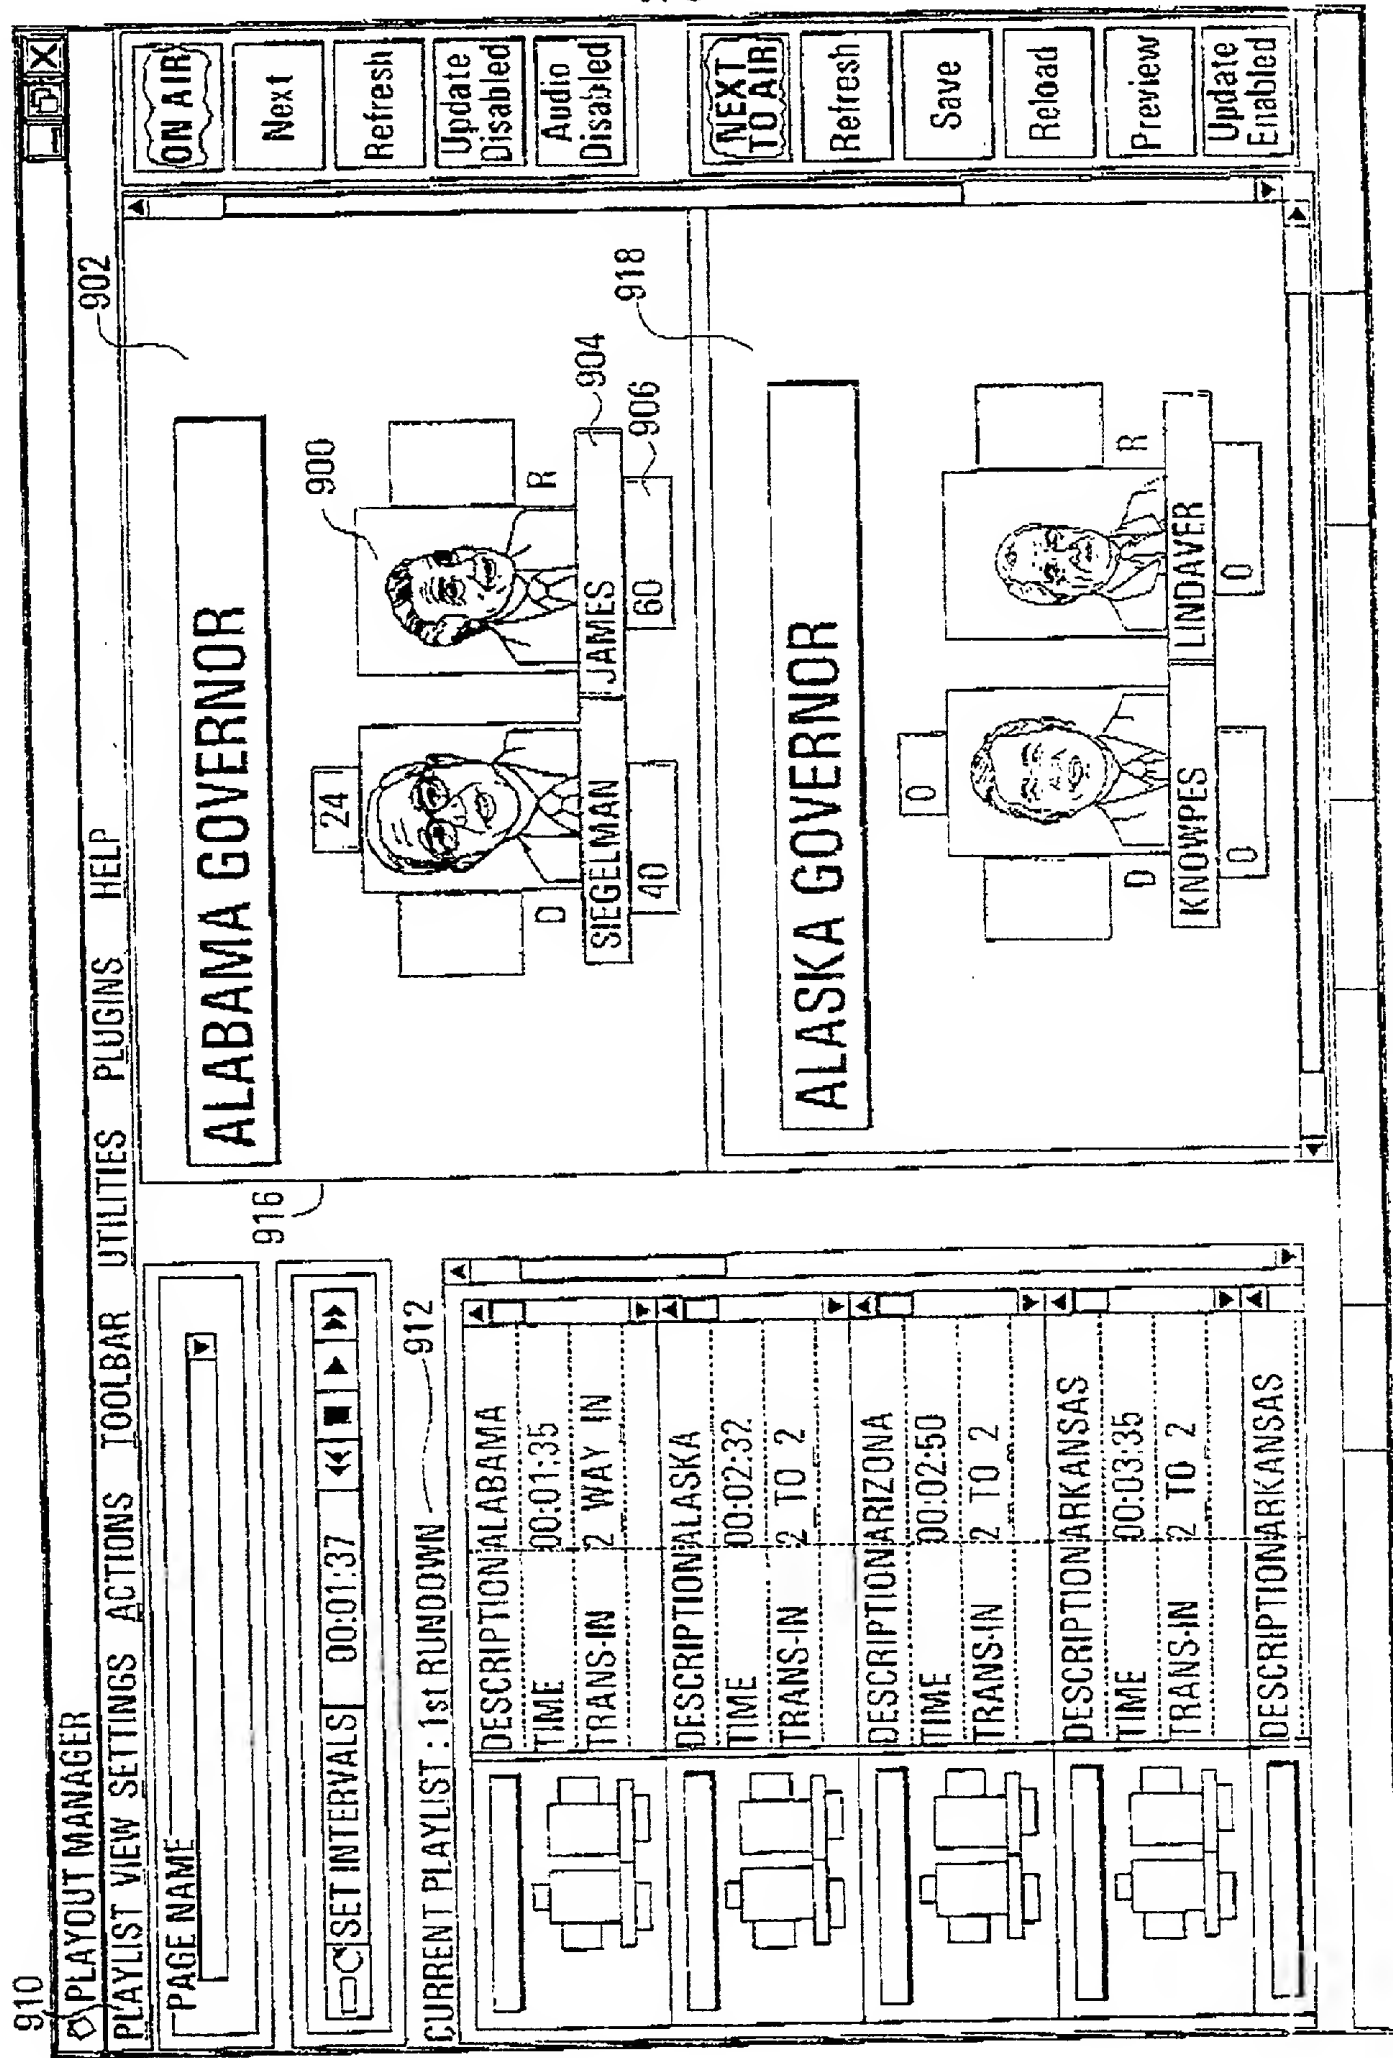 910
PLAYOUT MANAGER
PLAYLIST VIEW SETTINGS ACTIONS TOOLBAR UTILITIES PLUGINS HELP
902
PAGE NAME
SET INTERVALS 00:01:37
CURRENT PLAYLIST : 1st RUNDOWN
912
DESCRIPTION ALABAMA
TIME 00:01:35
TRANS-IN 2 WAY IN
DESCRIPTION ALASKA
TIME 00:02:32
TRANS-IN 2 TO 2
DESCRIPTION ARIZONA
TIME 00:02:50
TRANS-IN 2 TO 2
DESCRIPTION ARKANSAS
TIME 00:03:35
TRANS-IN 2 TO 2
DESCRIPTION ARKANSAS
916
ALABAMA GOVERNOR
24
900
D
R
SIEGELMAN
JAMES
904
40
60
906
918
ALASKA GOVERNOR
0
D
R
KNOWPES
LINDAVER
0
0
ON AIR
Next
Refresh
Update
Disabled
Audio
Disabled
NEXT
TO AIR
Refresh
Save
Reload
Preview
Update
Enabled